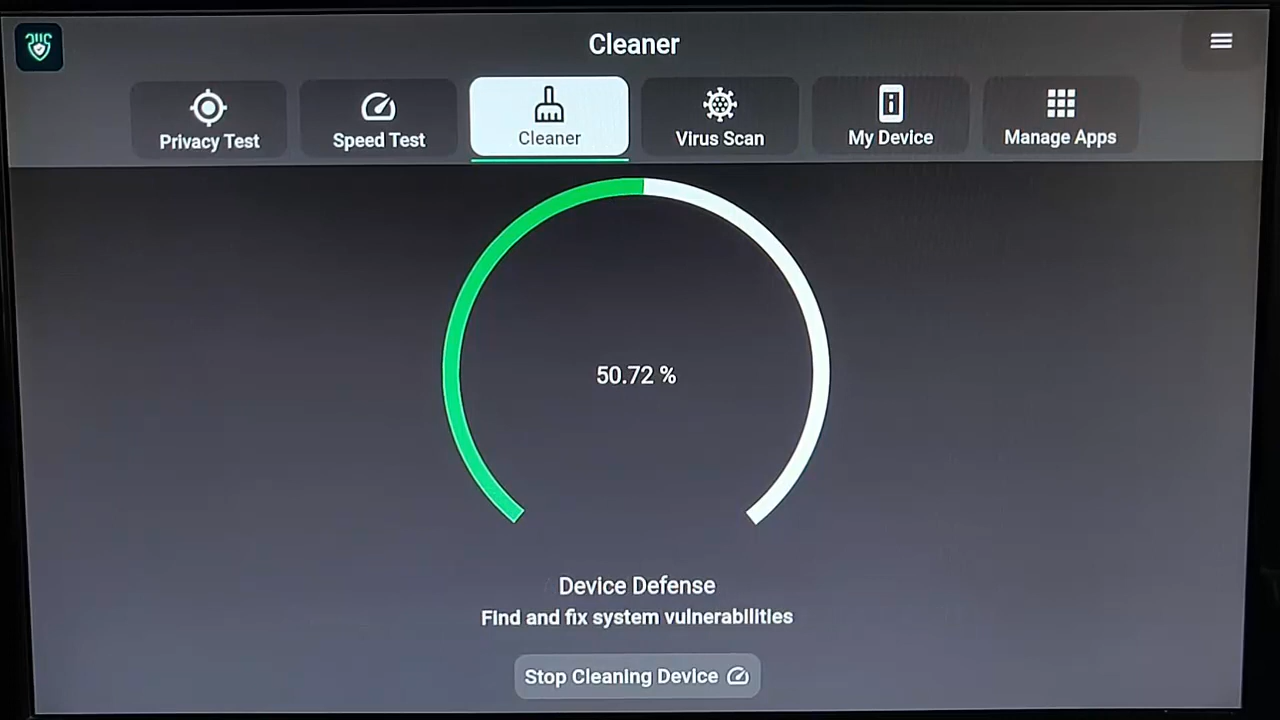 Cleaner
Privacy Test
Speed Test
Cleaner
Virus Scan
My Device
Manage Apps
50.72 %
Device Defense
Find and fix system vulnerabilities
Stop Cleaning Device